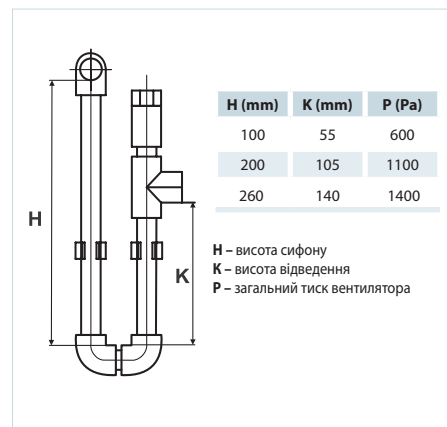 H
K
H (mm) K (mm) P (Pa)
100 55 600
200 105 1100
260 140 1400
H – висота сифону
K – висота відведення
P – загальний тиск вентилятора